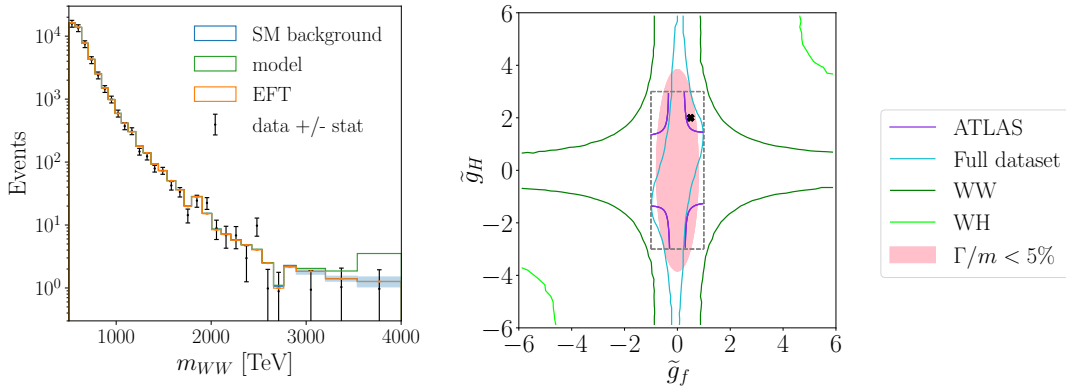 SM background
model
EFT
data +/- stat
Events
10^4
10^3
10^2
10^1
10^0
1000
2000
3000
4000
m_{WW} [TeV]
6
4
2
0
−2
−4
−6
g̃_H
−6
−4
−2
0
2
4
6
g̃_f
ATLAS
Full dataset
WW
WH
Γ/m < 5%